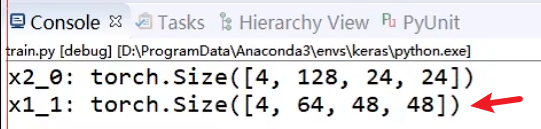 Console Tasks Hierarchy View PyUnit
train.py [debug] [D:\ProgramData\Anaconda3\envs\keras\python.exe]
x2_0: torch.Size([4, 128, 24, 24])
x1_1: torch.Size([4, 64, 48, 48])